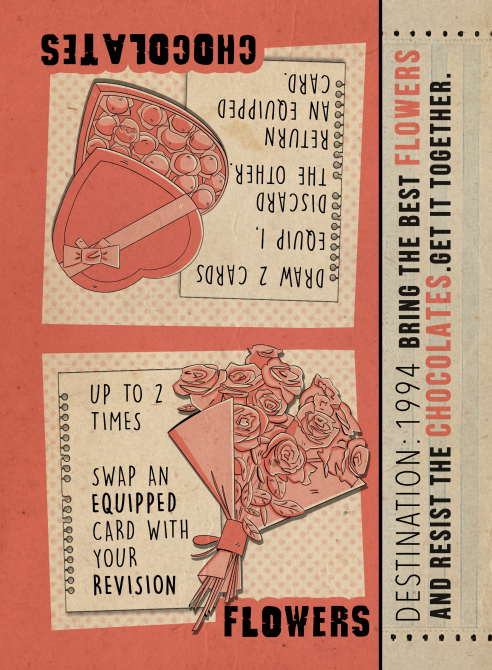 CHOCOLATES
DRAW 2 CARDS
EQUIP 1,
DISCARD
THE OTHER.
RETURN
AN EQUIPPED
CARD.
UP TO 2
TIMES
SWAP AN
EQUIPPED
CARD WITH
YOUR
REVISION
FLOWERS
DESTINATION: 1994 BRING THE BEST FLOWERS
AND RESIST THE CHOCOLATES.GET IT TOGETHER.